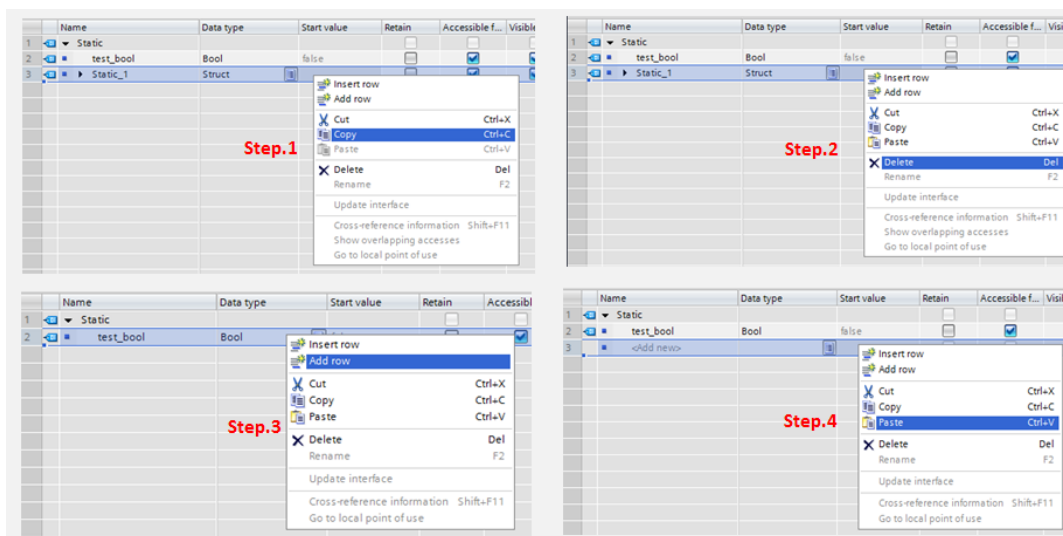 Name Data type Start value Retain Accessible f... Visible
1 Static
2 test_bool Bool false
3 Static_1 Struct
Insert row
Add row
Cut Ctrl+X
Copy Ctrl+C
Paste Ctrl+V
Delete Del
Rename F2
Update interface
Cross-reference information Shift+F11
Show overlapping accesses
Go to local point of use
Step.1
Name Data type Start value Retain Accessible f... Visi
1 Static
2 test_bool Bool false
3 Static_1 Struct
Insert row
Add row
Cut Ctrl+X
Copy Ctrl+C
Paste Ctrl+V
Delete Del
Rename F2
Update interface
Cross-reference information Shift+F11
Show overlapping accesses
Go to local point of use
Step.2
Name Data type Start value Retain Accessibl
1 Static
2 test_bool Bool
Insert row
Add row
Cut Ctrl+X
Copy Ctrl+C
Paste Ctrl+V
Delete Del
Rename F2
Update interface
Cross-reference information Shift+F11
Go to local point of use
Step.3
Name Data type Start value Retain Accessible f... Visi
1 Static
2 test_bool Bool false
3 <Add new>
Insert row
Add row
Cut Ctrl+X
Copy Ctrl+C
Paste Ctrl+V
Delete Del
Rename F2
Update interface
Cross-reference information Shift+F11
Go to local point of use
Step.4